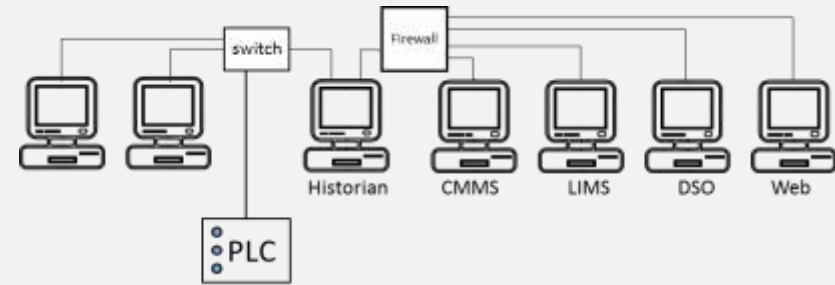 switch
Firewall
Historian
CMMS
LIMS
DSO
Web
PLC